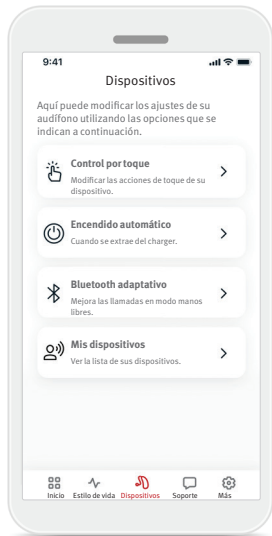 9:41
Dispositivos
Aquí puede modificar los ajustes de su
audífono utilizando las opciones que se
indican a continuación.
Control por toque
Modificar las acciones de toque de su
dispositivo.
Encendido automático
Cuando se extrae del charger.
Bluetooth adaptativo
Mejora las llamadas en modo manos
libres.
Mis dispositivos
Ver la lista de sus dispositivos.
Inicio Estilo de vida Dispositivos Soporte Más